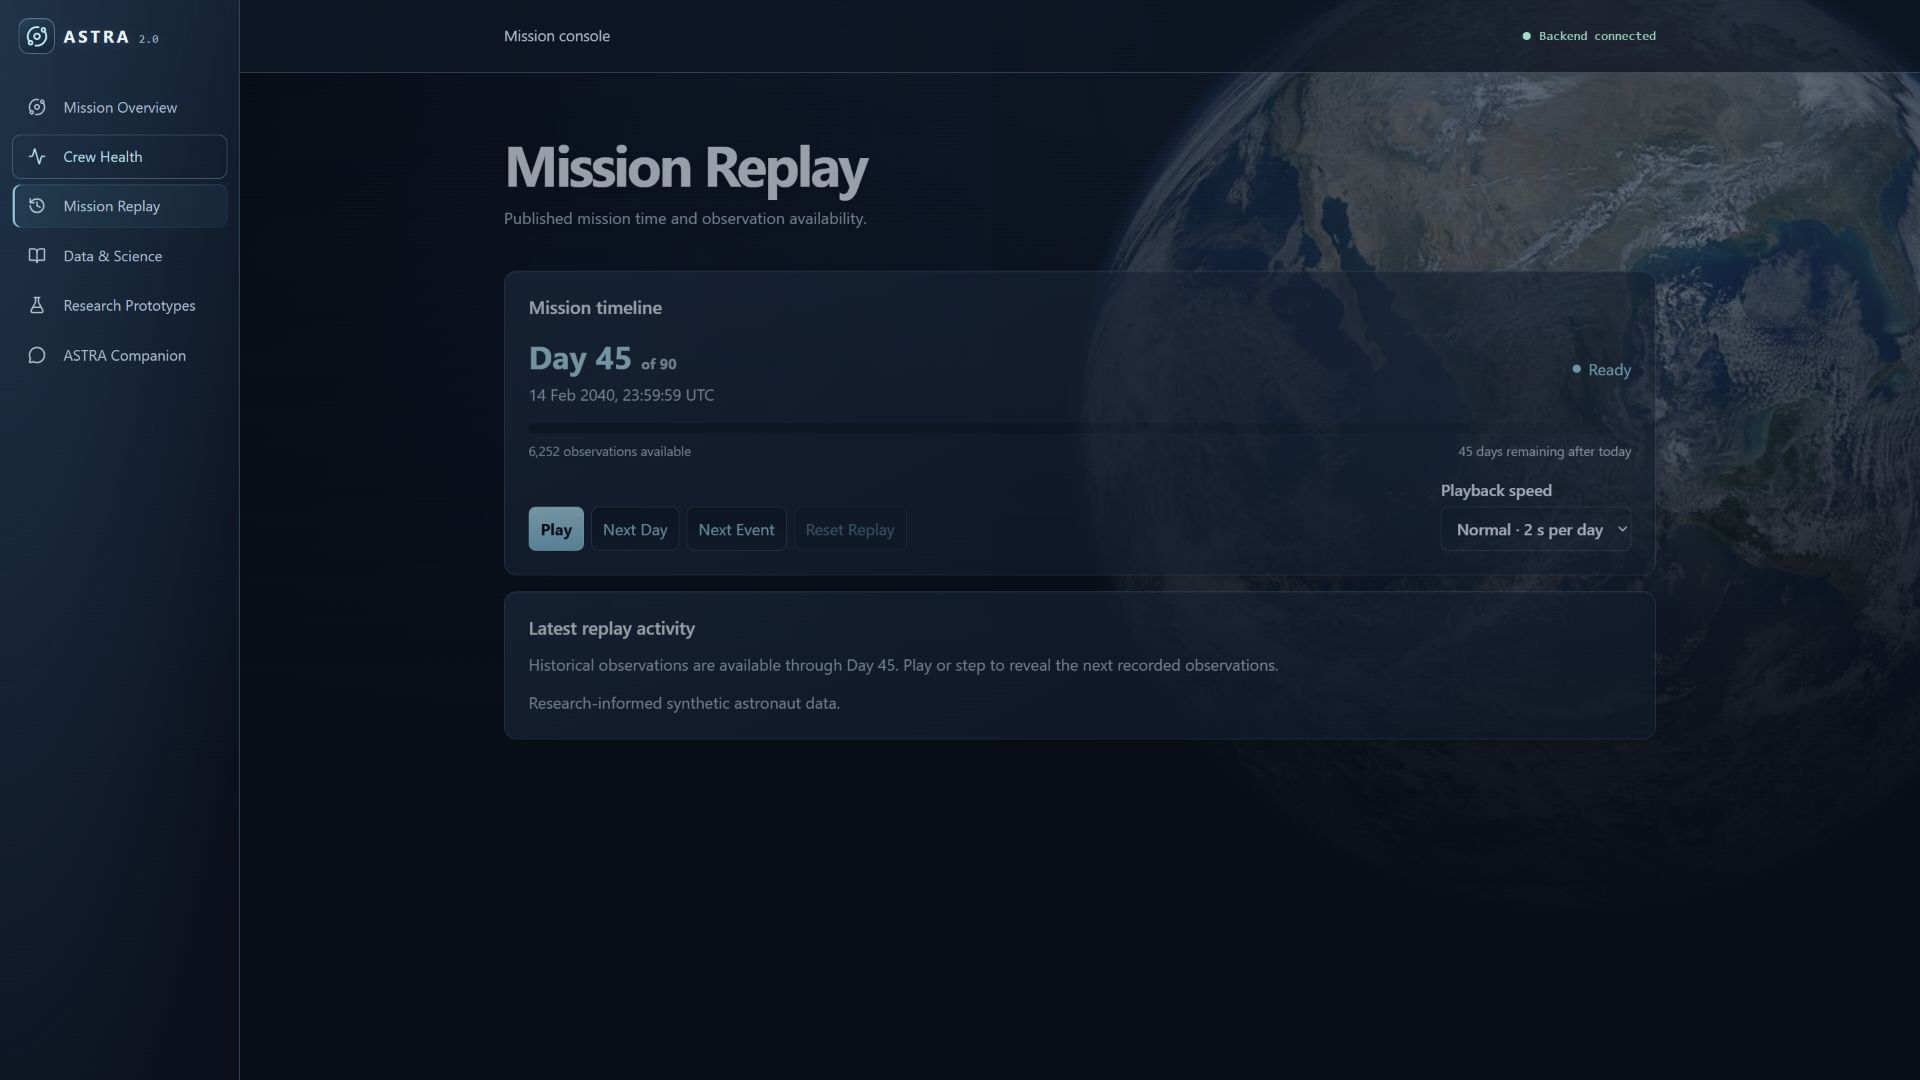 ASTRA 2.0
Mission Overview
Crew Health
Mission Replay
Data & Science
Research Prototypes
ASTRA Companion
Mission console
Backend connected
Mission Replay
Published mission time and observation availability.
Mission timeline
Day 45 of 90
14 Feb 2040, 23:59:59 UTC
Ready
6,252 observations available
45 days remaining after today
Playback speed
Play
Next Day
Next Event
Reset Replay
Normal · 2 s per day
Latest replay activity
Historical observations are available through Day 45. Play or step to reveal the next recorded observations.
Research-informed synthetic astronaut data.